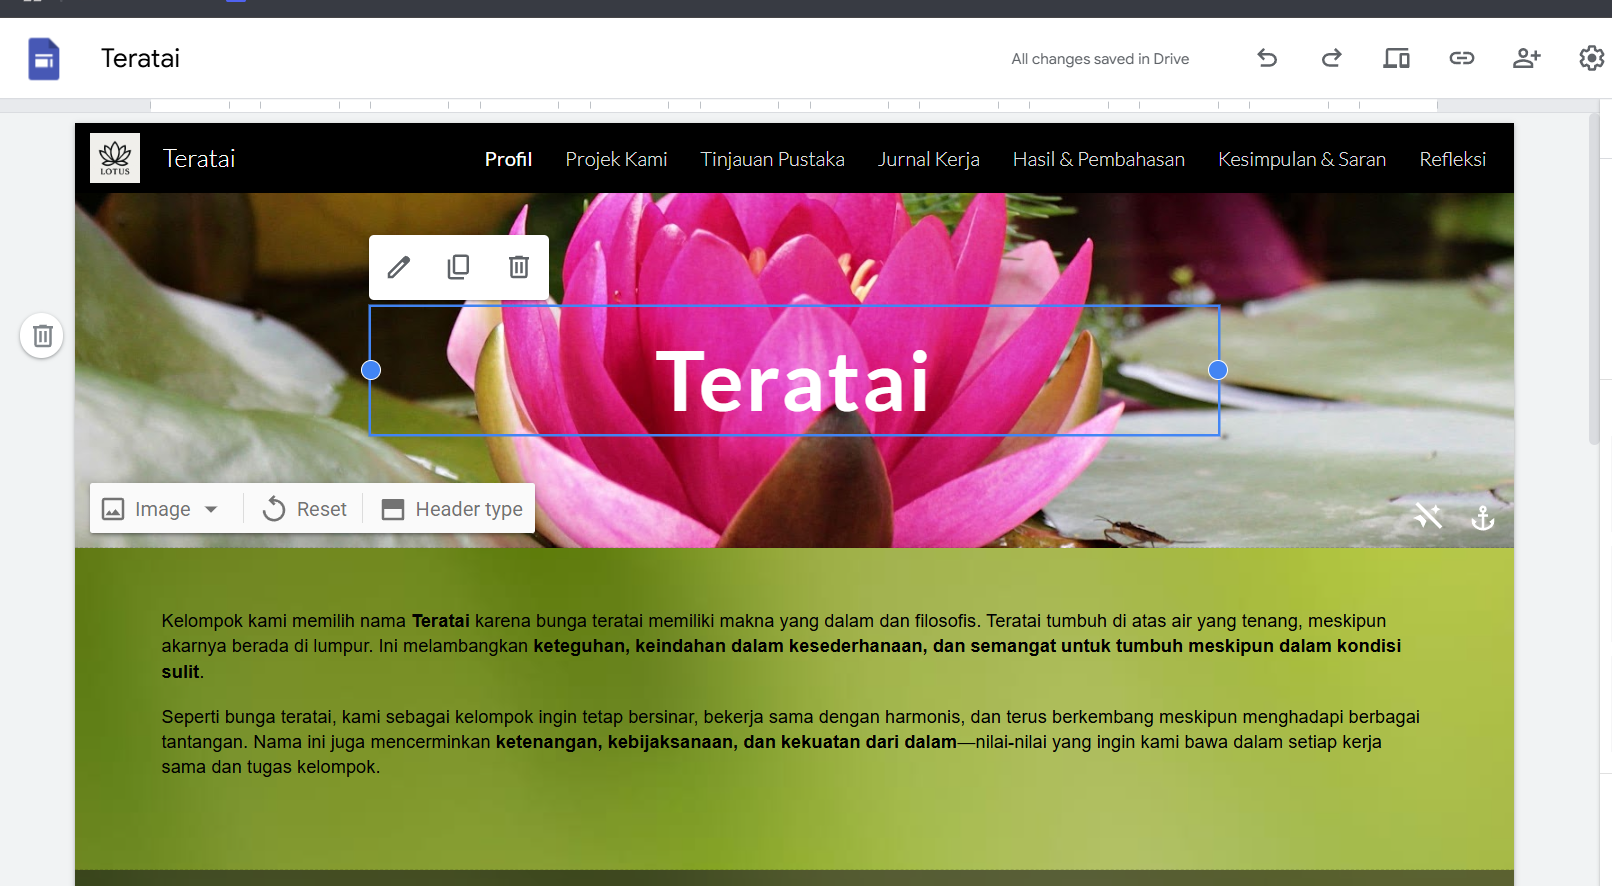 Teratai
All changes saved in Drive
LOTUS
Teratai
Profil
Projek Kami
Tinjauan Pustaka
Jurnal Kerja
Hasil & Pembahasan
Kesimpulan & Saran
Refleksi
Teratai
Image
Reset
Header type
Kelompok kami memilih nama Teratai karena bunga teratai memiliki makna yang dalam dan filosofis. Teratai tumbuh di atas air yang tenang, meskipun
akarnya berada di lumpur. Ini melambangkan keteguhan, keindahan dalam kesederhanaan, dan semangat untuk tumbuh meskipun dalam kondisi
sulit.
Seperti bunga teratai, kami sebagai kelompok ingin tetap bersinar, bekerja sama dengan harmonis, dan terus berkembang meskipun menghadapi berbagai
tantangan. Nama ini juga mencerminkan ketenangan, kebijaksanaan, dan kekuatan dari dalam—nilai-nilai yang ingin kami bawa dalam setiap kerja
sama dan tugas kelompok.